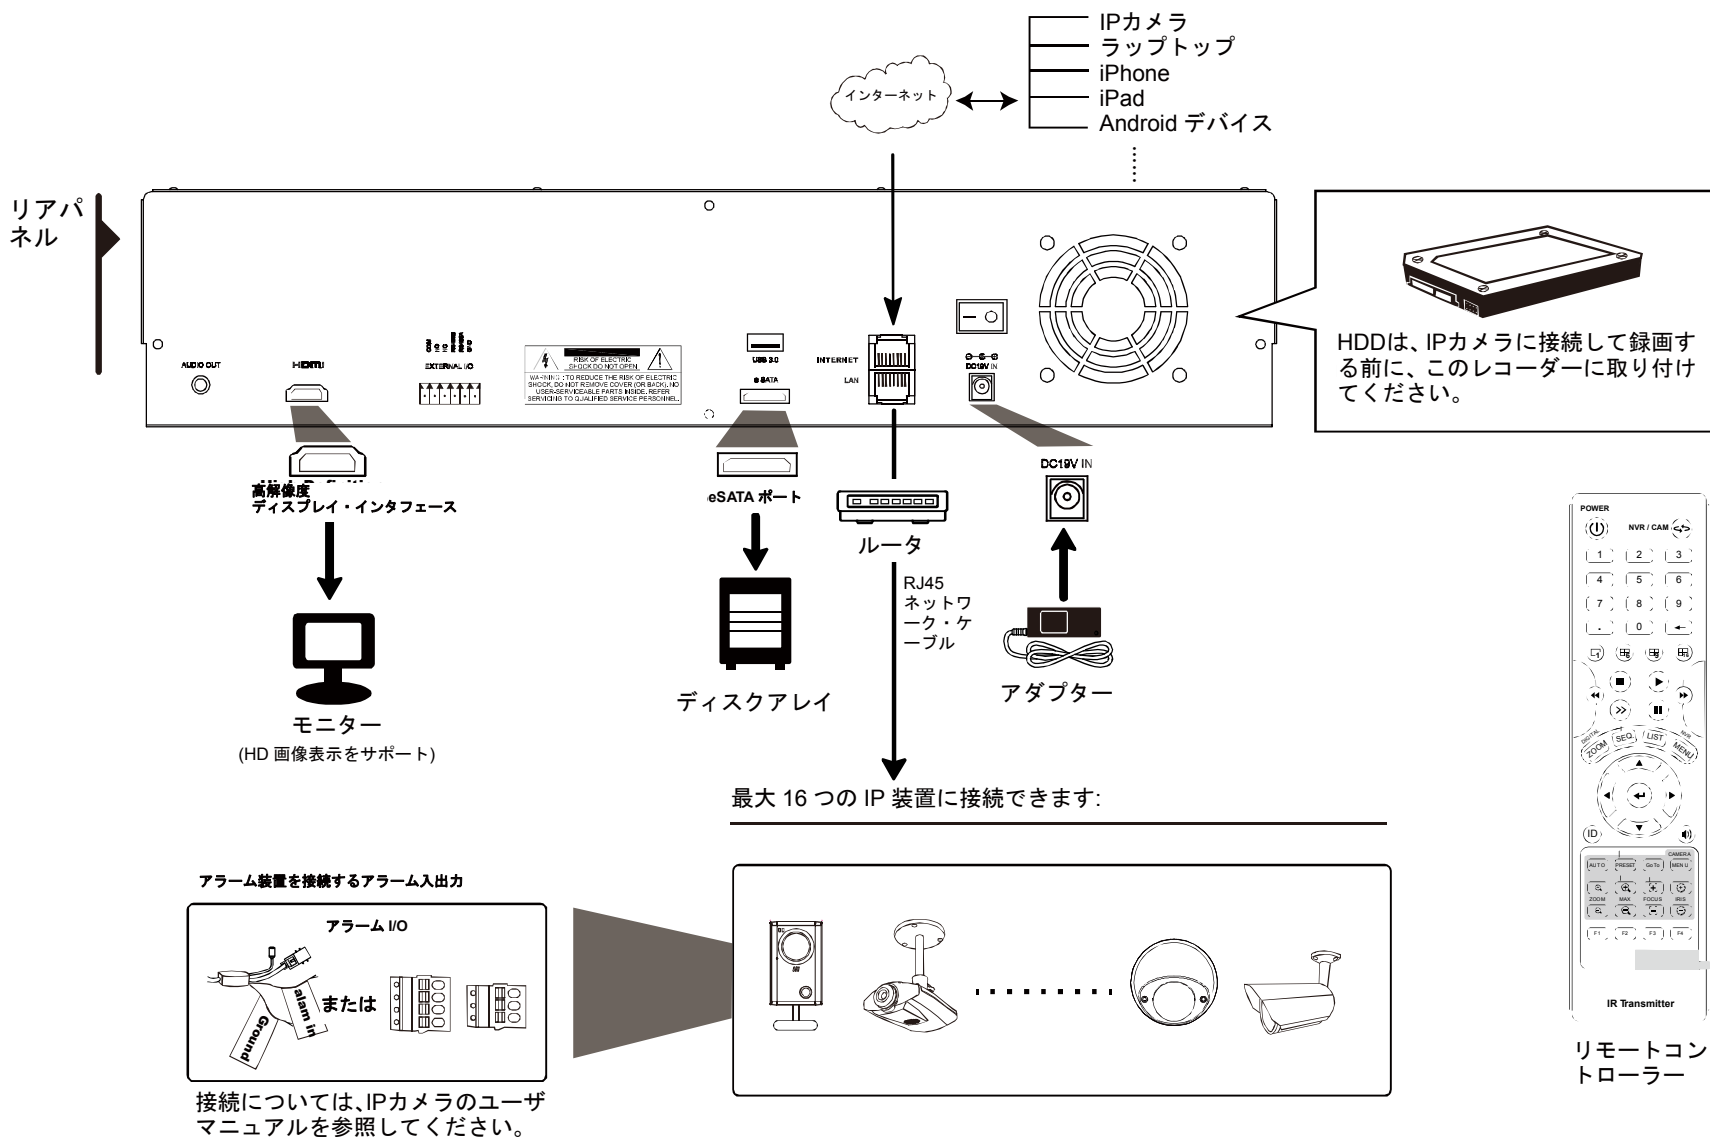 IPカメラ
ラップトップ
iPhone
iPad
Android デバイス
インターネット
リアパ
ネル
AUDIO OUT
HDMI
COM
EXTERNAL I/O
RISK OF ELECTRIC
SHOCK DO NOT OPEN
WARNING : TO REDUCE THE RISK OF ELECTRIC
SHOCK, DO NOT REMOVE COVER (OR BACK), NO
USER-SERVICEABLE PARTS INSIDE. REFER
SERVICING TO QUALIFIED SERVICE PERSONNEL.
USB 3.0
e SATA
INTERNET
LAN
DC19V IN
HDDは、IPカメラに接続して録画す
る前に、このレコーダーに取り付け
てください。
高解像度
ディスプレイ・インタフェース
モニター
(HD 画像表示をサポート)
eSATA ポート
ディスクアレイ
ルータ
RJ45
ネットワ
ーク・ケ
ーブル
DC19V IN
アダプター
最大 16 つの IP 装置に接続できます:
アラーム装置を接続するアラーム入出力
アラーム I/O
alam in
Ground
または
接続については、IPカメラのユーザ
マニュアルを参照してください。
POWER
NVR / CAM
1 2 3
4 5 6
7 8 9
. 0 ←
DIGITAL
ZOOM
SEQ
LIST
NVR
MENU
ID
CAMERA
AUTO PRESET GoTo MENU
ZOOM MAX FOCUS IRIS
F1 F2 F3 F4
IR Transmitter
リモートコン
トローラー